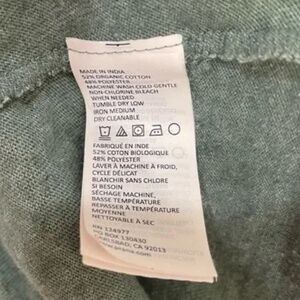 MADE IN INDIA
52% ORGANIC COTTON
48% POLYESTER
MACHINE WASH COLD-GENTLE
NON-CHLORINE BLEACH
WHEN NEEDED
TUMBLE DRY LOW
IRON MEDIUM
DRY CLEANABLE
FABRIQUÉ EN INDE
52% COTON BIOLOGIQUE
48% POLYESTER
LAVER À MACHINE À FROID,
CYCLE DÉLICAT
BLANCHIR SANS CHLORE
SI BESOIN
SÉCHAGE MACHINE,
BASSE TEMPÉRATURE
REPASSER À TEMPÉRATURE
MOYENNE
NETTOYABLE À SEC
RN 124977
PO BOX 130430
CARLSBAD, CA 92013